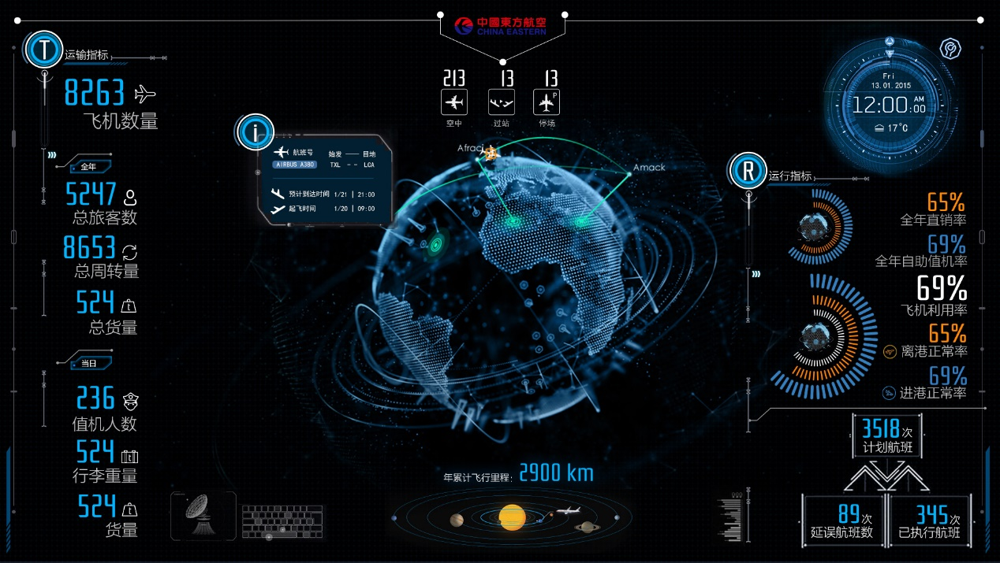 中國東方航空
CHINA EASTERN
T
运输指标
8263
飞机数量
全年
5247
总旅客数
8653
总周转量
524
总货量
当日
236
值机人数
524
行李重量
524
货量
213
13
13
P
空中
过站
停场
i
航班号
始发 —— 目地
AIRBUS A380
TXL -- LCA
预计到达时间 1/21 | 21:00
起飞时间 1/20 | 09:00
Afraci
Amack
年累计飞行里程: 2900 km
Fri
13. 01. 2015
12:00:00 AM
17°C
R
运行指标
65%
全年直销率
69%
全年自助值机率
69%
飞机利用率
65%
离港正常率
69%
进港正常率
3518次
计划航班
89次
延误航班数
345次
已执行航班